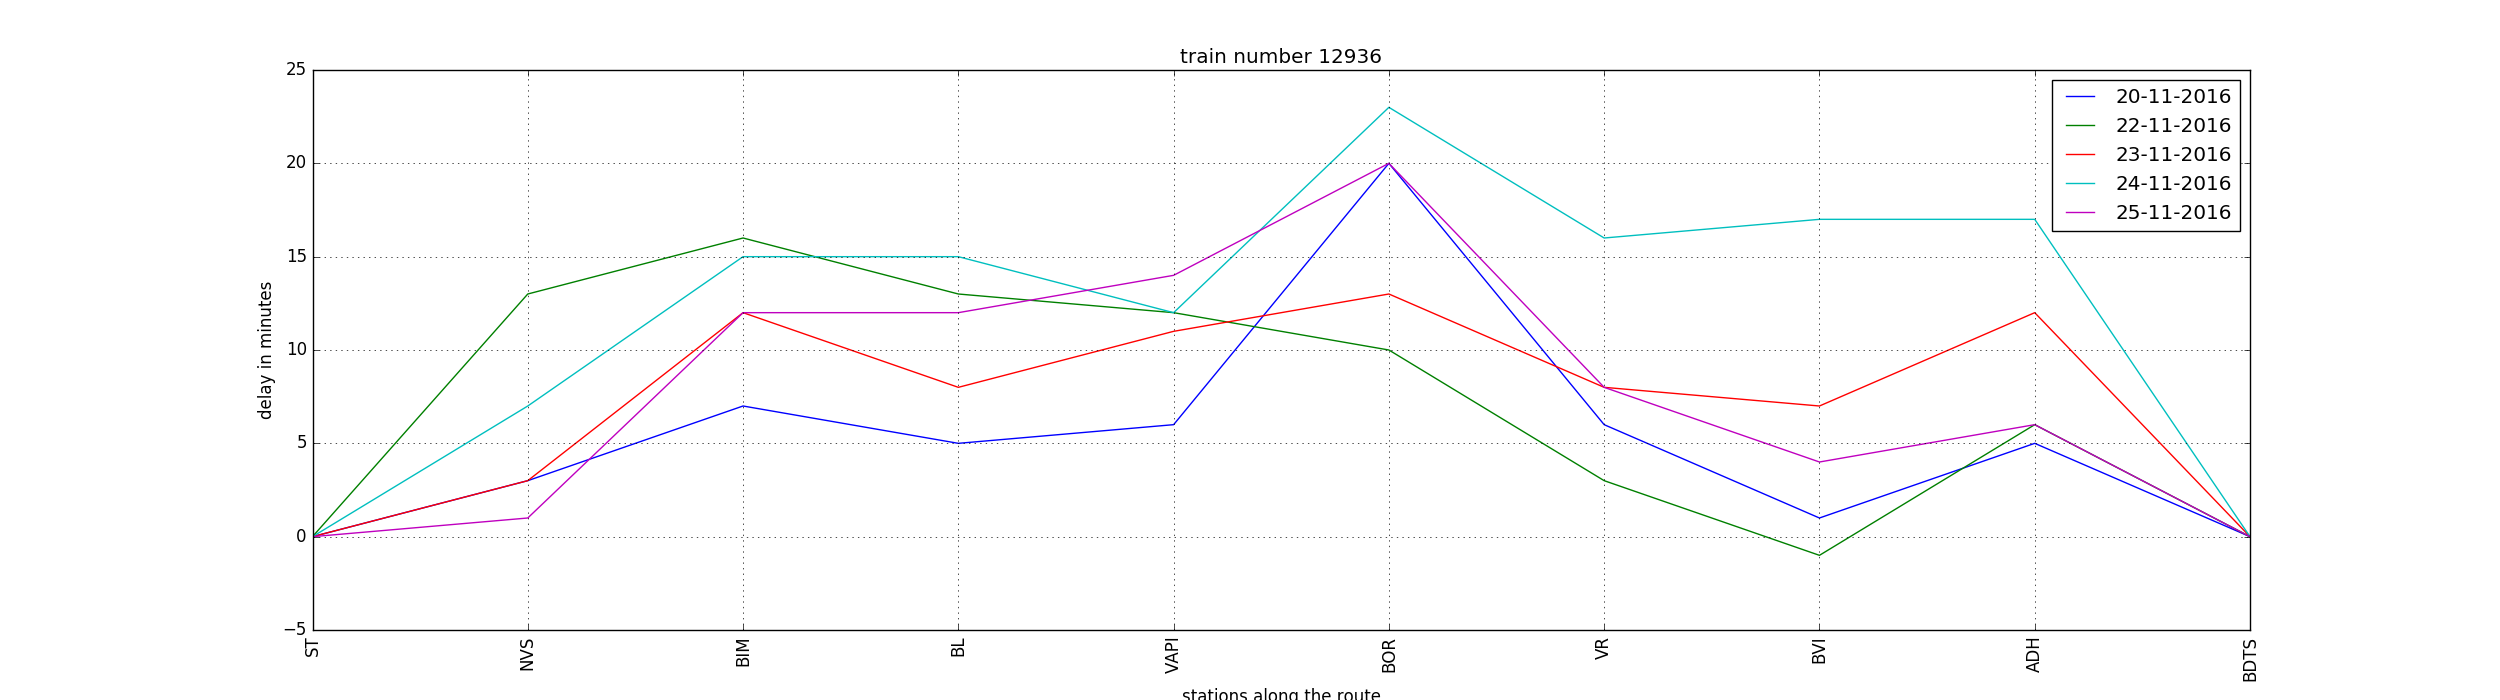 train number 12936
25
20
15
10
5
0
−5
delay in minutes
20-11-2016
22-11-2016
23-11-2016
24-11-2016
25-11-2016
ST
NVS
BIM
BL
VAPI
BOR
VR
BVI
ADH
BDTS
stations along the route